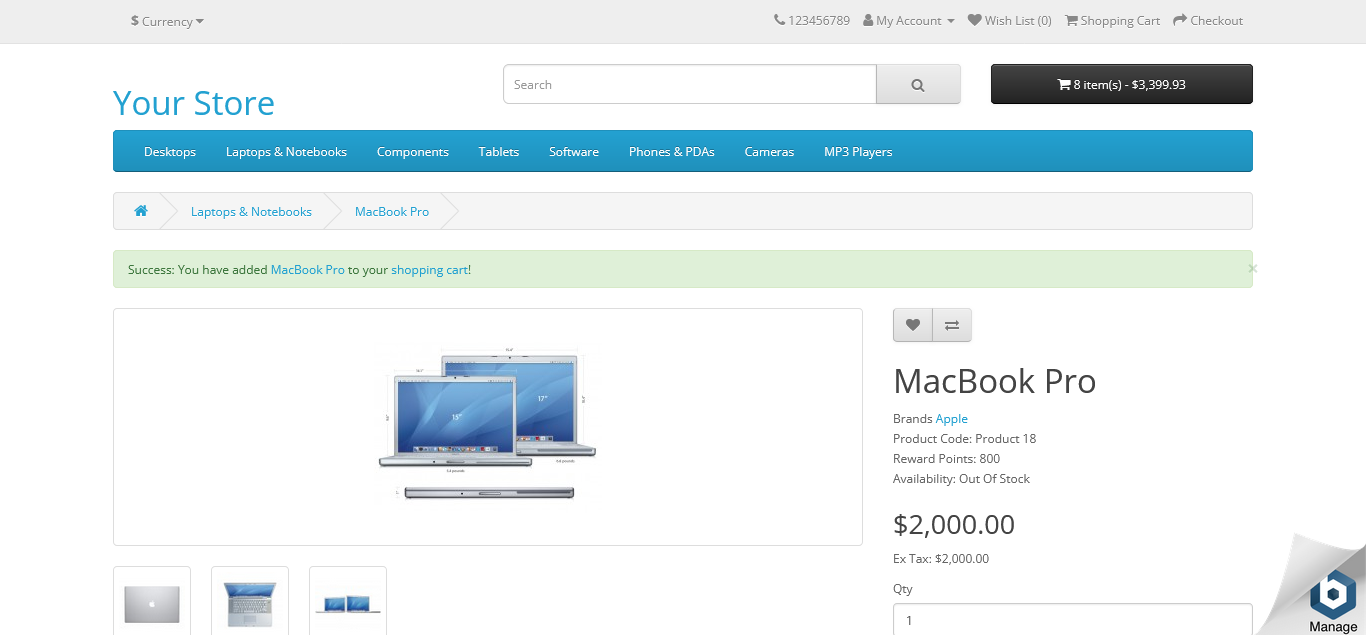 $ Currency
123456789 My Account Wish List (0) Shopping Cart Checkout
Your Store
Search
8 item(s) - $3,399.93
Desktops Laptops & Notebooks Components Tablets Software Phones & PDAs Cameras MP3 Players
Laptops & Notebooks MacBook Pro
Success: You have added MacBook Pro to your shopping cart!
×
15"
17"
MacBook Pro
Brands Apple
Product Code: Product 18
Reward Points: 800
Availability: Out Of Stock
$2,000.00
Ex Tax: $2,000.00
Qty
1
Manage